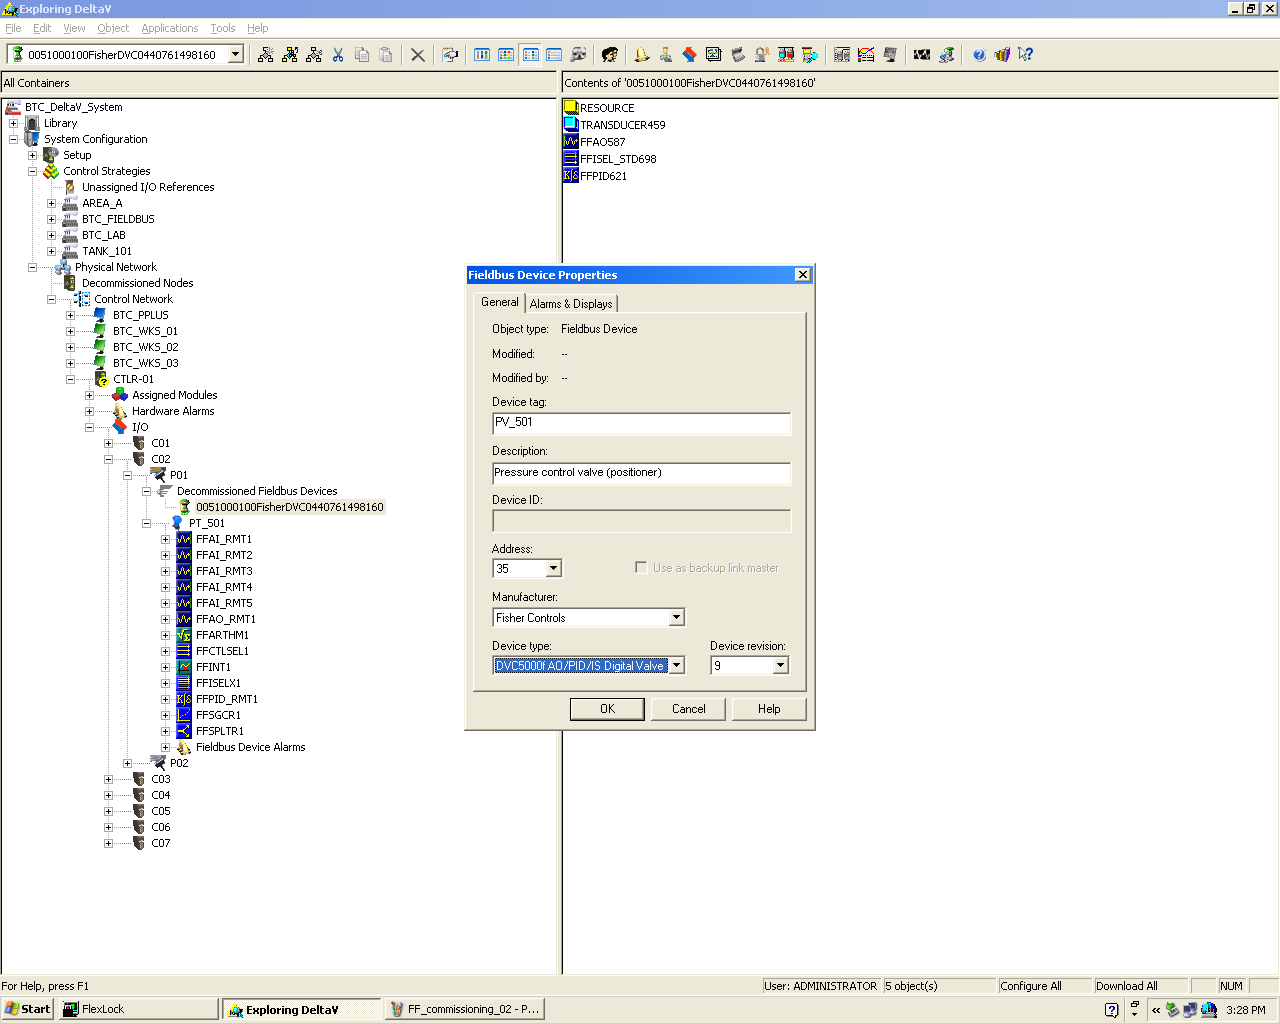 Exploring DeltaV
File Edit View Object Applications Tools Help
0051000100FisherDVC0440761498160
All Containers
Contents of '0051000100FisherDVC0440761498160'
BTC_DeltaV_System
Library
System Configuration
Setup
Control Strategies
Unassigned I/O References
AREA_A
BTC_FIELDBUS
BTC_LAB
TANK_101
Physical Network
Decommissioned Nodes
Control Network
BTC_PPLUS
BTC_WKS_01
BTC_WKS_02
BTC_WKS_03
CTLR-01
Assigned Modules
Hardware Alarms
I/O
C01
C02
P01
Decommissioned Fieldbus Devices
0051000100FisherDVC0440761498160
PT_501
FFAI_RMT1
FFAI_RMT2
FFAI_RMT3
FFAI_RMT4
FFAI_RMT5
FFAO_RMT1
FFARTHM1
FFCTLSEL1
FFINT1
FFISELX1
FFPID_RMT1
FFSGCR1
FFSPLTR1
Fieldbus Device Alarms
P02
C03
C04
C05
C06
C07
RESOURCE
TRANSDUCER459
FFAO587
FFISEL_STD698
FFPID621
Fieldbus Device Properties
General Alarms & Displays
Object type: Fieldbus Device
Modified: --
Modified by: --
Device tag:
PV_501
Description:
Pressure control valve (positioner)
Device ID:
Address:
35 Use as backup link master
Manufacturer:
Fisher Controls
Device type: Device revision:
DVC5000f AO/PID/IS Digital Valve 9
OK Cancel Help
For Help, press F1 User: ADMINISTRATOR 5 object(s) Configure All Download All NUM
Start FlexLock Exploring DeltaV FF_commissioning_02 - P... « 3:28 PM